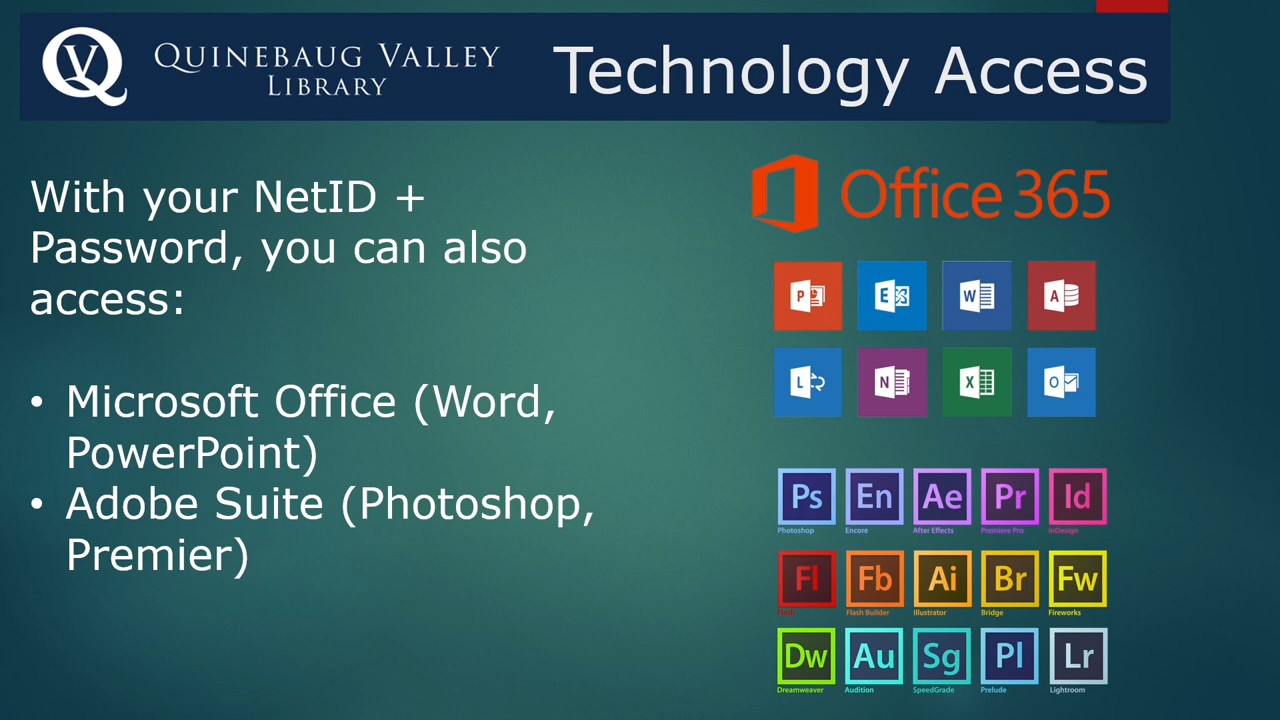 QUINEBAUG VALLEY
LIBRARY
Technology Access
With your NetID +
Password, you can also
access:
• Microsoft Office (Word,
PowerPoint)
• Adobe Suite (Photoshop,
Premier)
Office 365
P E W A
L N X O
Ps En Ae Pr Id
Photoshop Encore After Effects Premiere Pro InDesign
Fl Fb Ai Br Fw
Flash Flash Builder Illustrator Bridge Fireworks
Dw Au Sg Pl Lr
Dreamweaver Audition SpeedGrade Prelude Lightroom